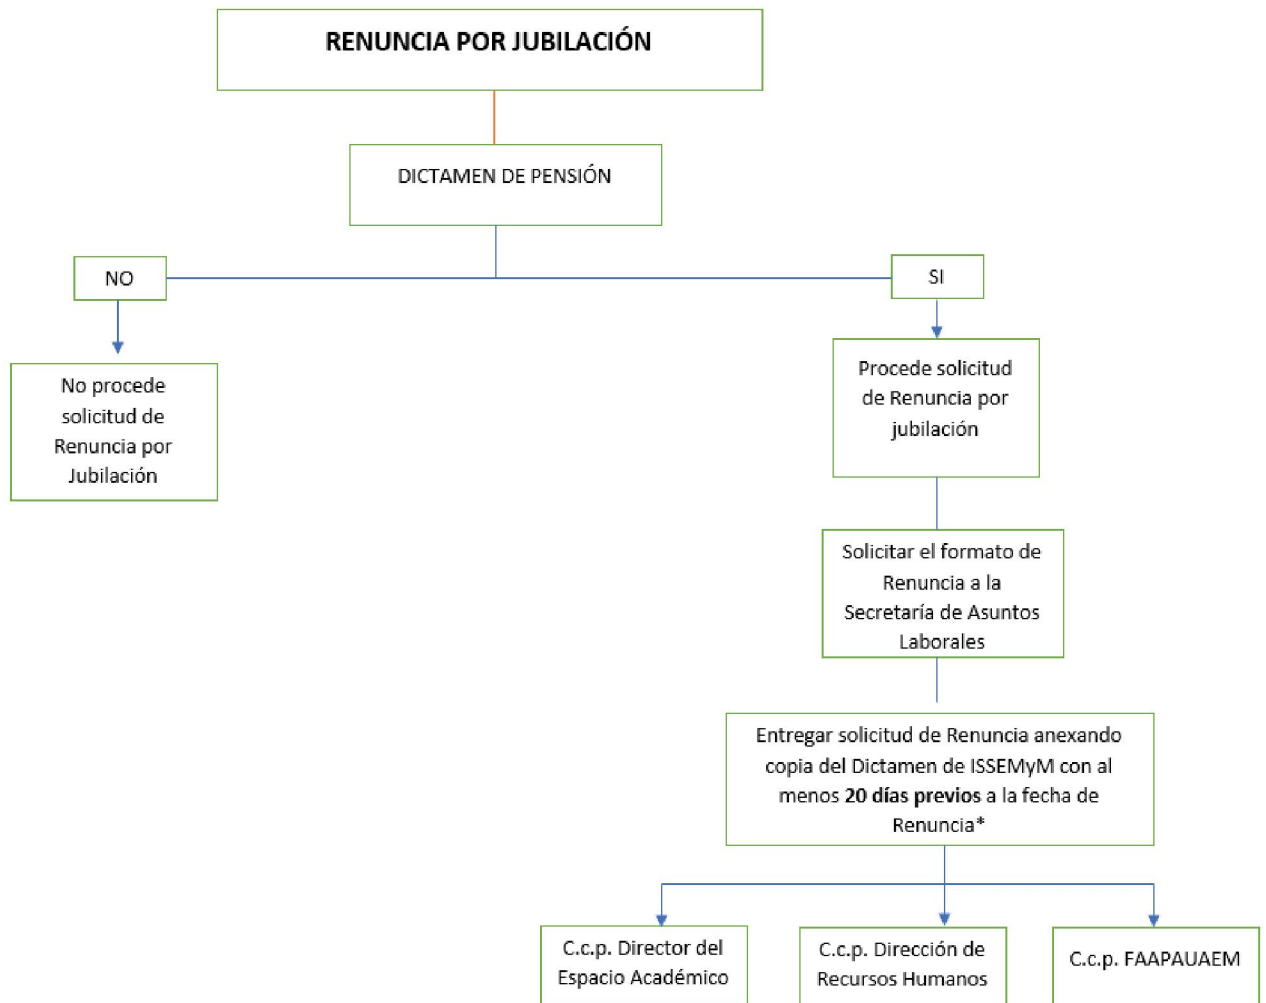 RENUNCIA POR JUBILACIÓN
DICTAMEN DE PENSIÓN
NO
SI
No procede
solicitud de
Renuncia por
Jubilación
Procede solicitud
de Renuncia por
jubilación
Solicitar el formato de
Renuncia a la
Secretaría de Asuntos
Laborales
Entregar solicitud de Renuncia anexando
copia del Dictamen de ISSEMyM con al
menos 20 días previos a la fecha de
Renuncia*
C.c.p. Director del
Espacio Académico
C.c.p. Dirección de
Recursos Humanos
C.c.p. FAAPAUAEM